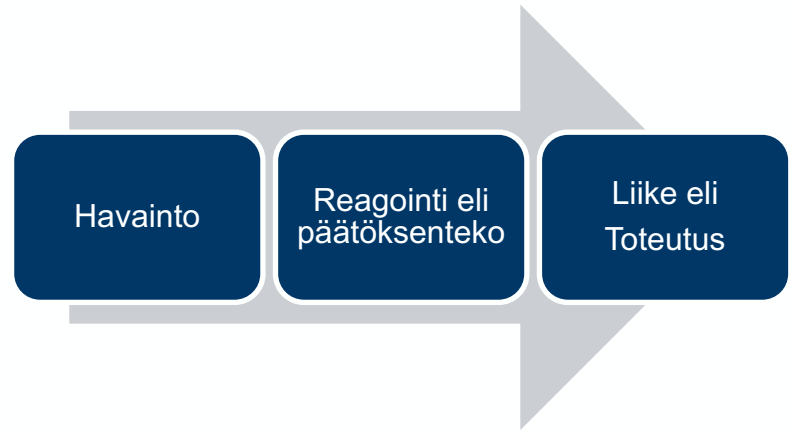 Havainto
Reagointi eli
päätöksenteko
Liike eli
Toteutus